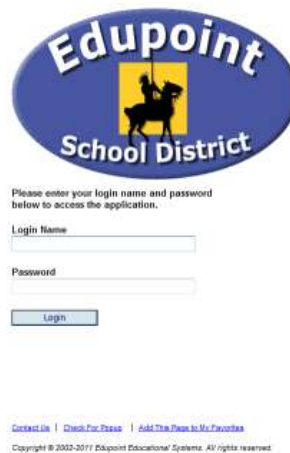 Edupoint
School District
Please enter your login name and password
below to access the application.
Login Name
Password
Login
Contact Us | Check For Popup | Add This Page to My Favorites
Copyright © 2002-2011 Edupoint Educational Systems. All rights reserved.